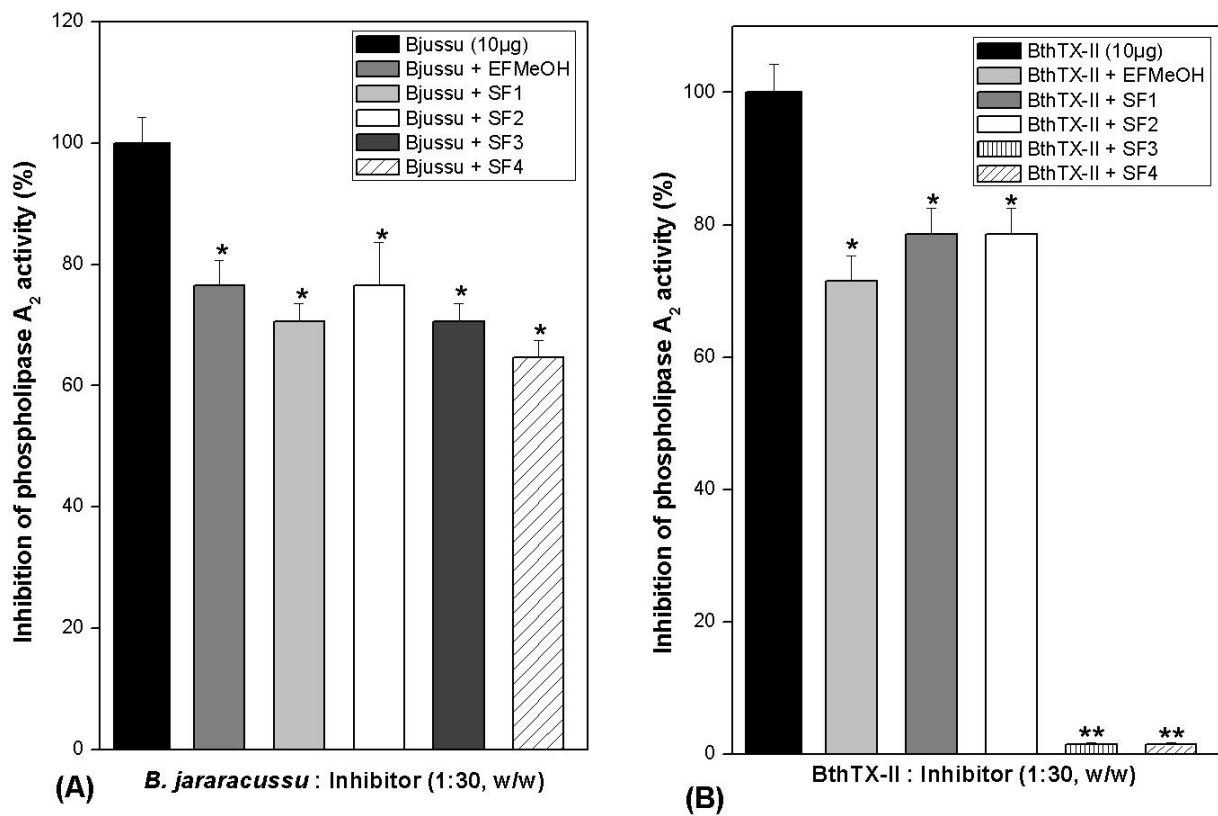 120
100
80
60
40
20
0
Inhibition of phospholipase A2 activity (%)
Bjussu (10µg)
Bjussu + EFMeOH
Bjussu + SF1
Bjussu + SF2
Bjussu + SF3
Bjussu + SF4
*
*
*
*
*
(A)
B. jararacussu : Inhibitor (1:30, w/w)
100
80
60
40
20
0
Inhibition of phospholipase A2 activity (%)
BthTX-II (10µg)
BthTX-II + EFMeOH
BthTX-II + SF1
BthTX-II + SF2
BthTX-II + SF3
BthTX-II + SF4
*
*
*
**
**
BthTX-II : Inhibitor (1:30, w/w)
(B)